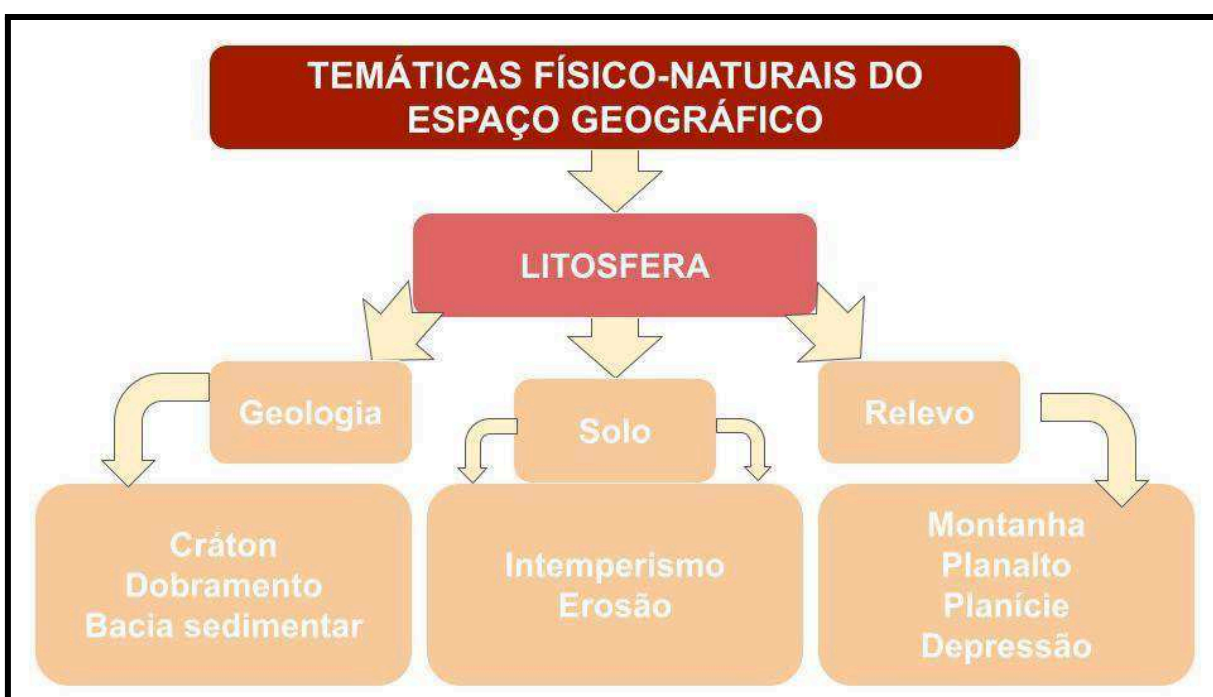 TEMÁTICAS FÍSICO-NATURAIS DO
ESPAÇO GEOGRÁFICO
LITOSFERA
Geologia
Solo
Relevo
Cráton
Dobramento
Bacia sedimentar
Intemperismo
Erosão
Montanha
Planalto
Planície
Depressão